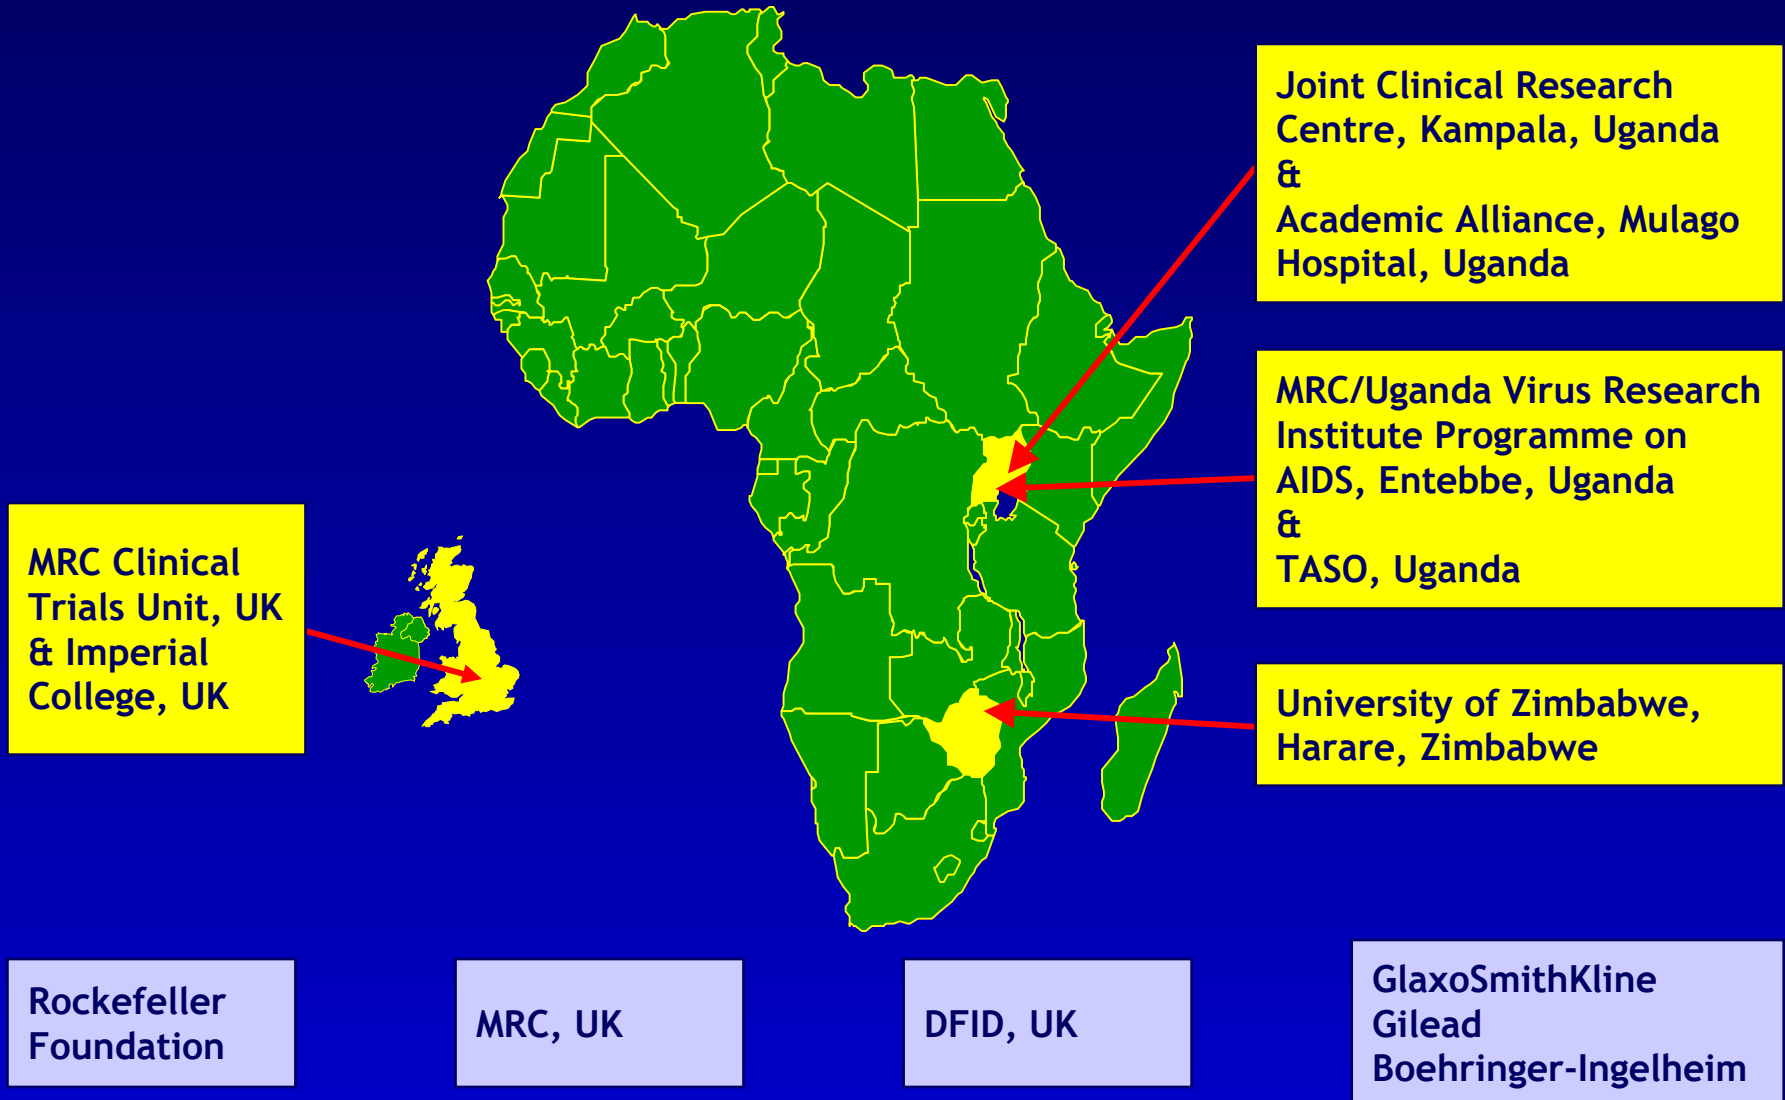 Joint Clinical Research
Centre, Kampala, Uganda
&
Academic Alliance, Mulago
Hospital, Uganda
MRC/Uganda Virus Research
Institute Programme on
AIDS, Entebbe, Uganda
&
TASO, Uganda
MRC Clinical
Trials Unit, UK
& Imperial
College, UK
University of Zimbabwe,
Harare, Zimbabwe
Rockefeller
Foundation
MRC, UK
DFID, UK
GlaxoSmithKline
Gilead
Boehringer-Ingelheim